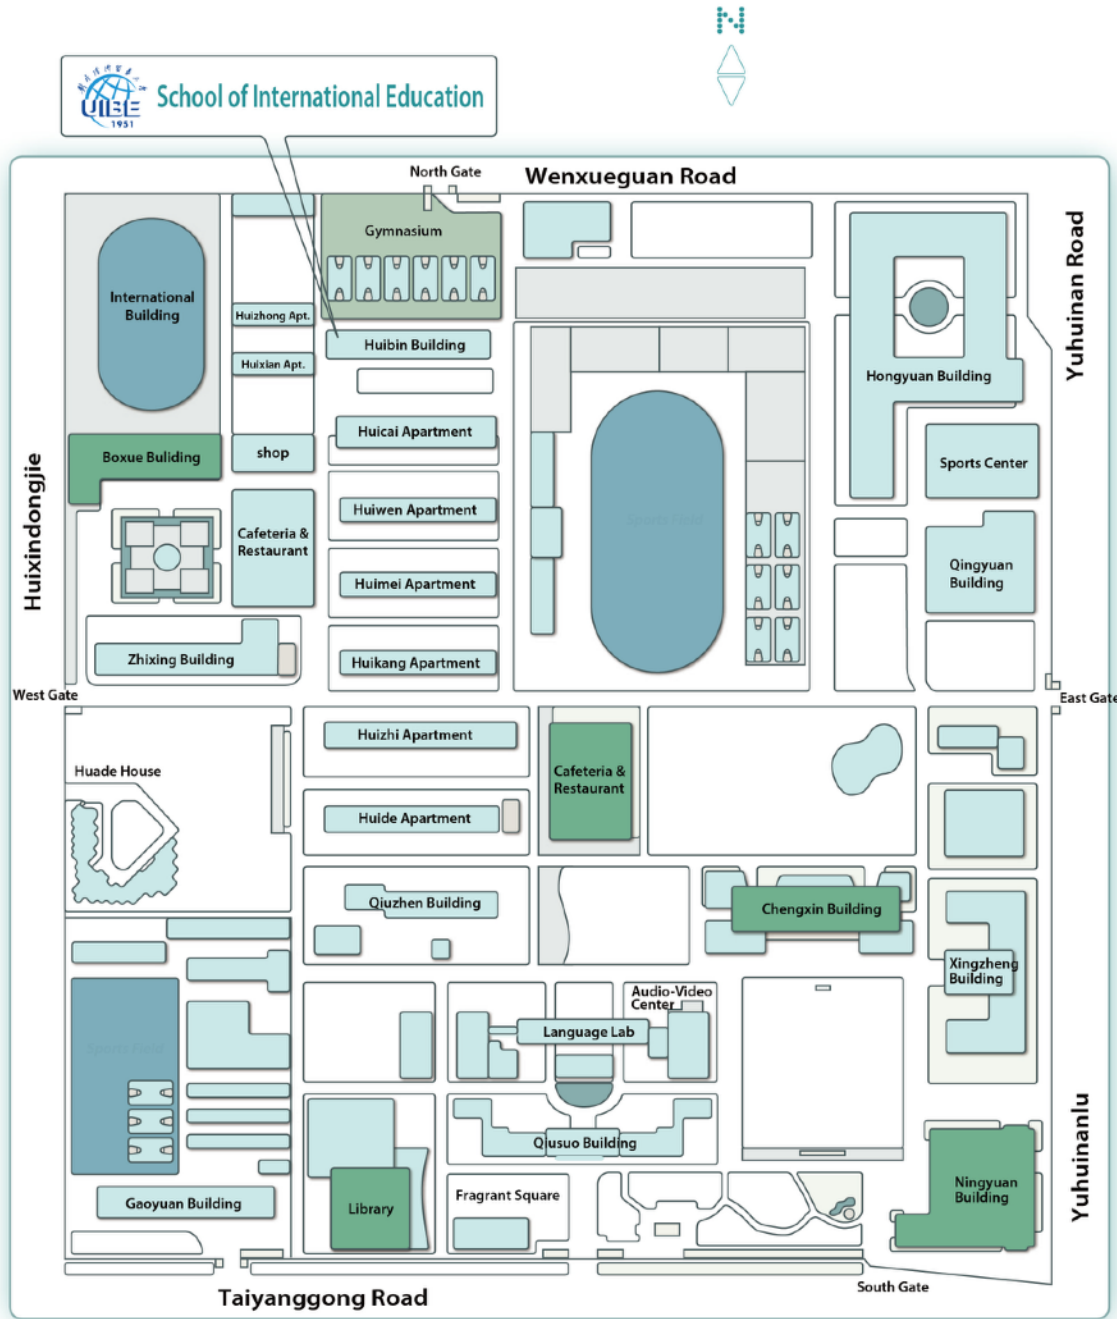 N
UIBE
1951
School of International Education
North Gate
Wenxueguan Road
Gymnasium
International
Building
Huizhong Apt.
Huixian Apt.
Huibin Building
Hongyuan Building
Yuhuinan Road
Huicai Apartment
Boxue Buliding
shop
Sports Center
Huixindongjie
Huiwen Apartment
Sports Field
Cafeteria &
Restaurant
Qingyuan
Building
Huimei Apartment
Zhixing Building
Huikang Apartment
West Gate
East Gate
Huizhi Apartment
Huade House
Cafeteria &
Restaurant
Huide Apartment
Qiuzhen Building
Chengxin Building
Xingzheng
Building
Audio-Video
Center
Language Lab
Sports Field
Qiusuo Building
Yuhuinanlu
Ningyuan
Building
Gaoyuan Building
Library
Fragrant Square
South Gate
Taiyanggong Road